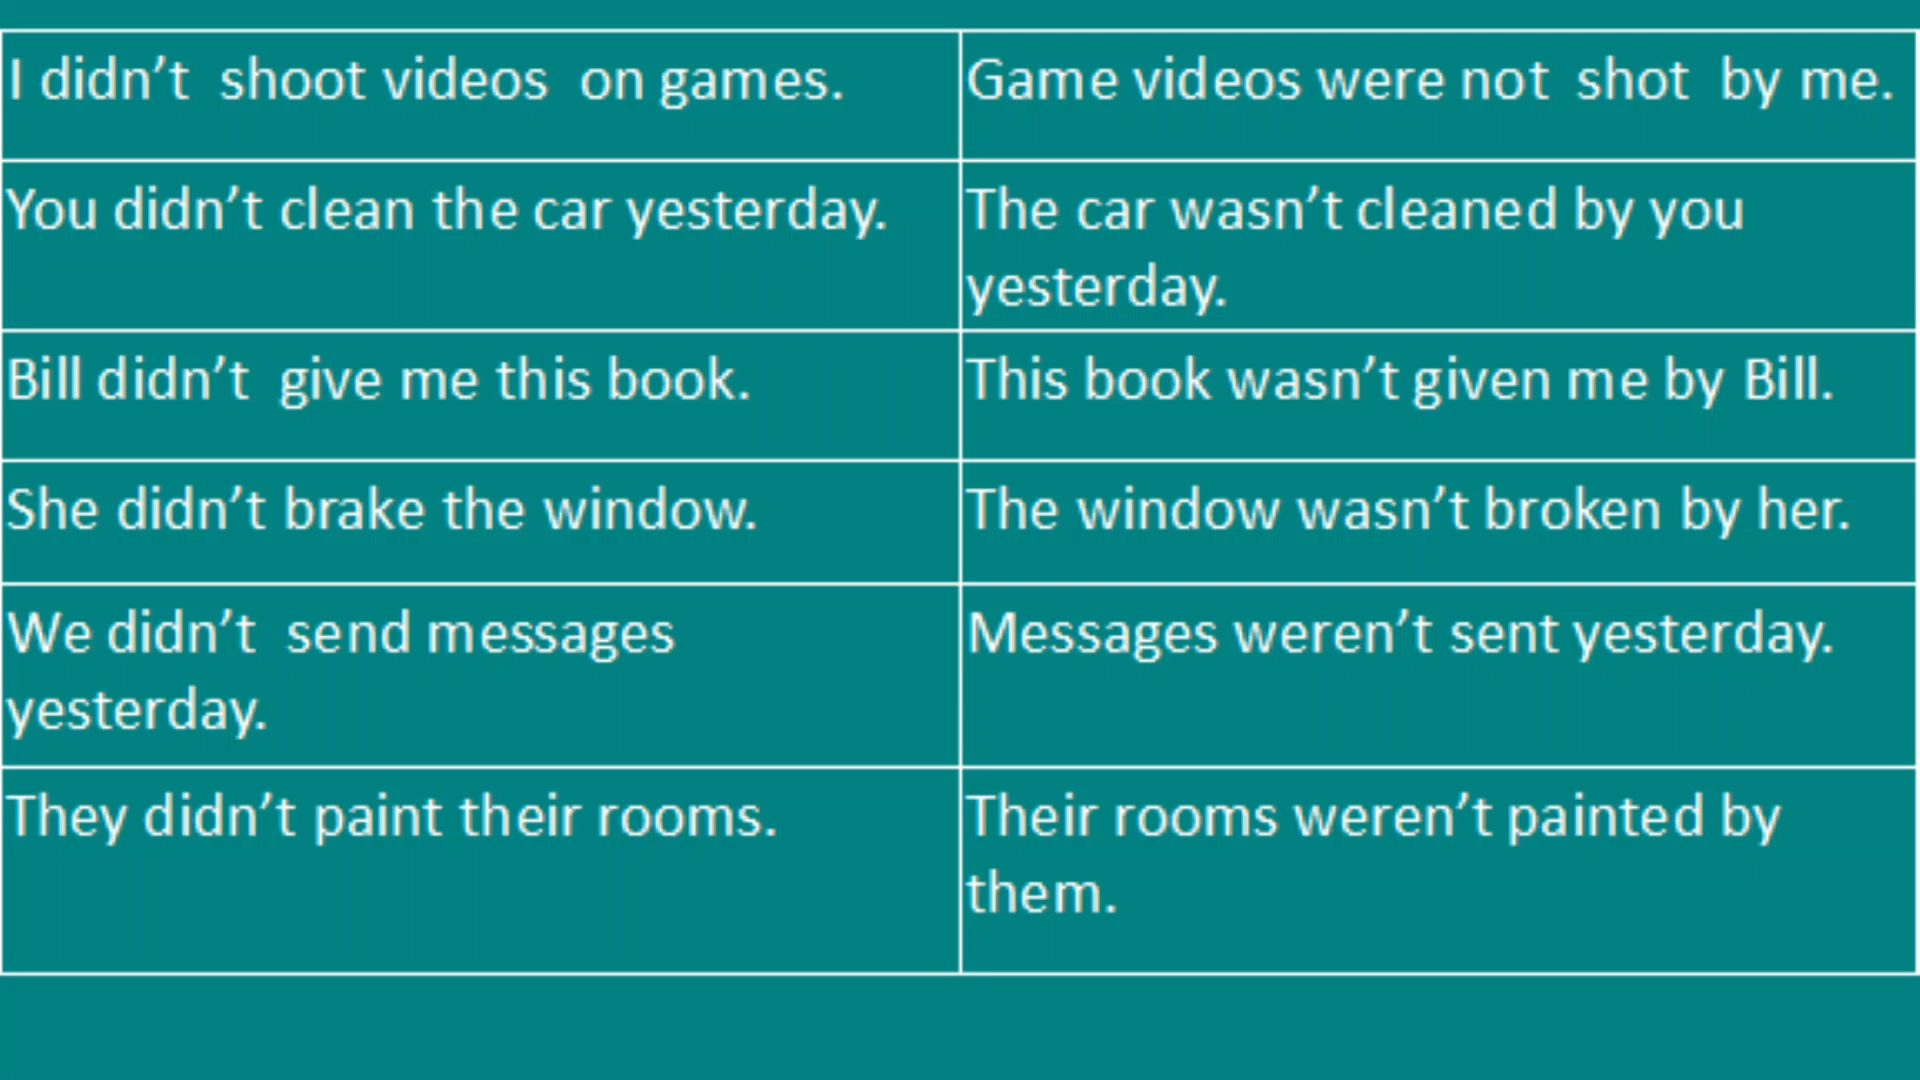 I didn’t  shoot videos  on games.
Game videos were not  shot  by me.
You didn’t clean the car yesterday.
The car wasn’t cleaned by you
yesterday.
Bill didn’t  give me this book.
This book wasn’t given me by Bill.
She didn’t brake the window.
The window wasn’t broken by her.
We didn’t  send messages
yesterday.
Messages weren’t sent yesterday.
They didn’t paint their rooms.
Their rooms weren’t painted by
them.